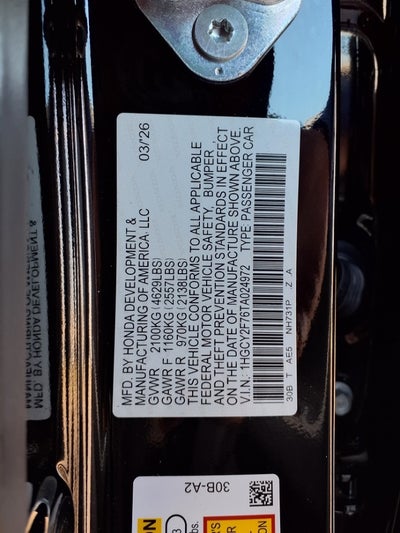 MFD. BY HONDA DEVELOPMENT &
MANUFACTURING OF AMERICA, LLC 03/26
GVWR 2100KG (4629LBS)
GAWR F 1160KG (2557LBS)
GAWR R 970KG (2138LBS)
THIS VEHICLE CONFORMS TO ALL APPLICABLE
FEDERAL MOTOR VEHICLE SAFETY, BUMPER,
AND THEFT PREVENTION STANDARDS IN EFFECT
ON THE DATE OF MANUFACTURE SHOWN ABOVE.
V.I.N.: 1HGCY2F76TA024972 TYPE: PASSENGER CAR
30B T AE5 NH731P Z A
30B-A2